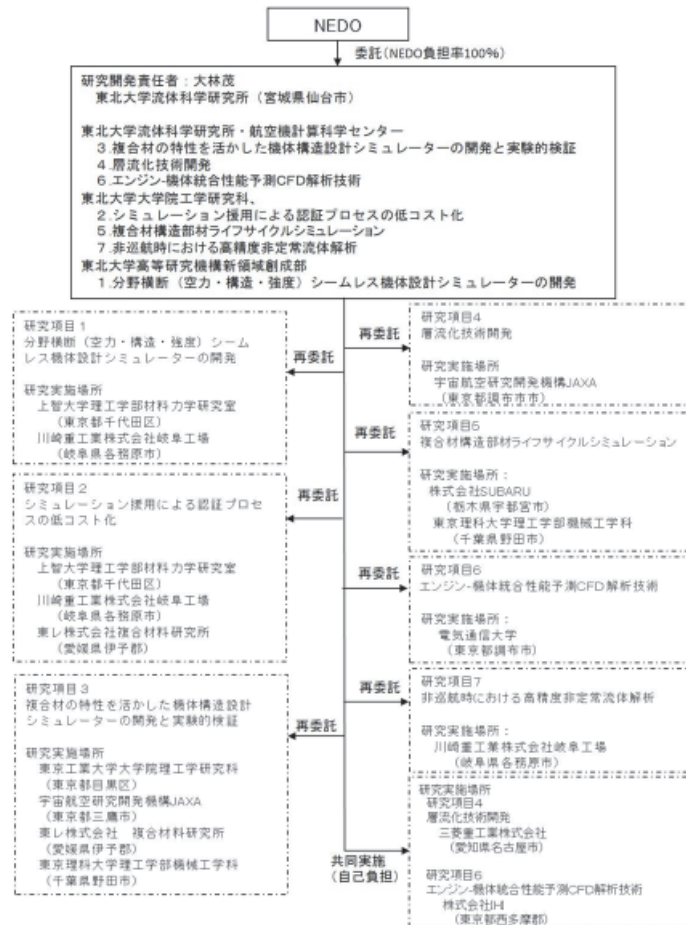 NEDO
委託(NEDO負担率100%)
研究開発責任者：大林茂
東北大学流体科学研究所（宮城県仙台市）
東北大学流体科学研究所・航空機計算科学センター
３.複合材の特性を活かした機体構造設計シミュレーターの開発と実験的検証
４.層流化技術開発
６.エンジン-機体統合性能予測CFD解析技術
東北大学大学院工学研究科、
２.シミュレーション援用による認証プロセスの低コスト化
５.複合材構造部材ライフサイクルシミュレーション
７.非巡航時における高精度非定常流体解析
東北大学高等研究機構新領域創成部
１.分野横断（空力・構造・強度）シームレス機体設計シミュレーターの開発
研究項目１
分野横断（空力・構造・強度）シーム
レス機体設計シミュレーターの開発
研究実施場所
上智大学理工学部材料力学研究室
（東京都千代田区）
川崎重工業株式会社岐阜工場
（岐阜県各務原市）
再委託
研究項目２
シミュレーション援用による認証プロセ
スの低コスト化
研究実施場所
上智大学理工学部材料力学研究室
（東京都千代田区）
川崎重工業株式会社岐阜工場
（岐阜県各務原市）
東レ株式会社複合材料研究所
（愛媛県伊予郡）
再委託
研究項目３
複合材の特性を活かした機体構造設計
シミュレーターの開発と実験的検証
研究実施場所
東京工業大学大学院理工学研究科
（東京都目黒区）
宇宙航空研究開発機構JAXA
（東京都三鷹市）
東レ株式会社　複合材料研究所
（愛媛県伊予郡）
東京理科大学理工学部機械工学科
（千葉県野田市）
再委託
再委託
研究項目4
層流化技術開発
研究実施場所
宇宙航空研究開発機構JAXA
（東京都調布市市）
再委託
研究項目5
複合材構造部材ライフサイクルシミュレーション
研究実施場所：
株式会社SUBARU
（栃木県宇都宮市）
東京理科大学理工学部機械工学科
（千葉県野田市）
再委託
研究項目6
エンジン-機体統合性能予測CFD解析技術
研究実施場所：
電気通信大学
（東京都調布市）
再委託
研究項目7
非巡航時における高精度非定常流体解析
研究実施場所：
川崎重工業株式会社岐阜工場
（岐阜県各務原市）
共同実施
（自己負担）
研究実施場所
研究項目4
層流化技術開発
三菱重工業株式会社
（愛知県名古屋市）
研究項目6
エンジン-機体統合性能予測CFD解析技術
株式会社IHI
（東京都西多摩郡）